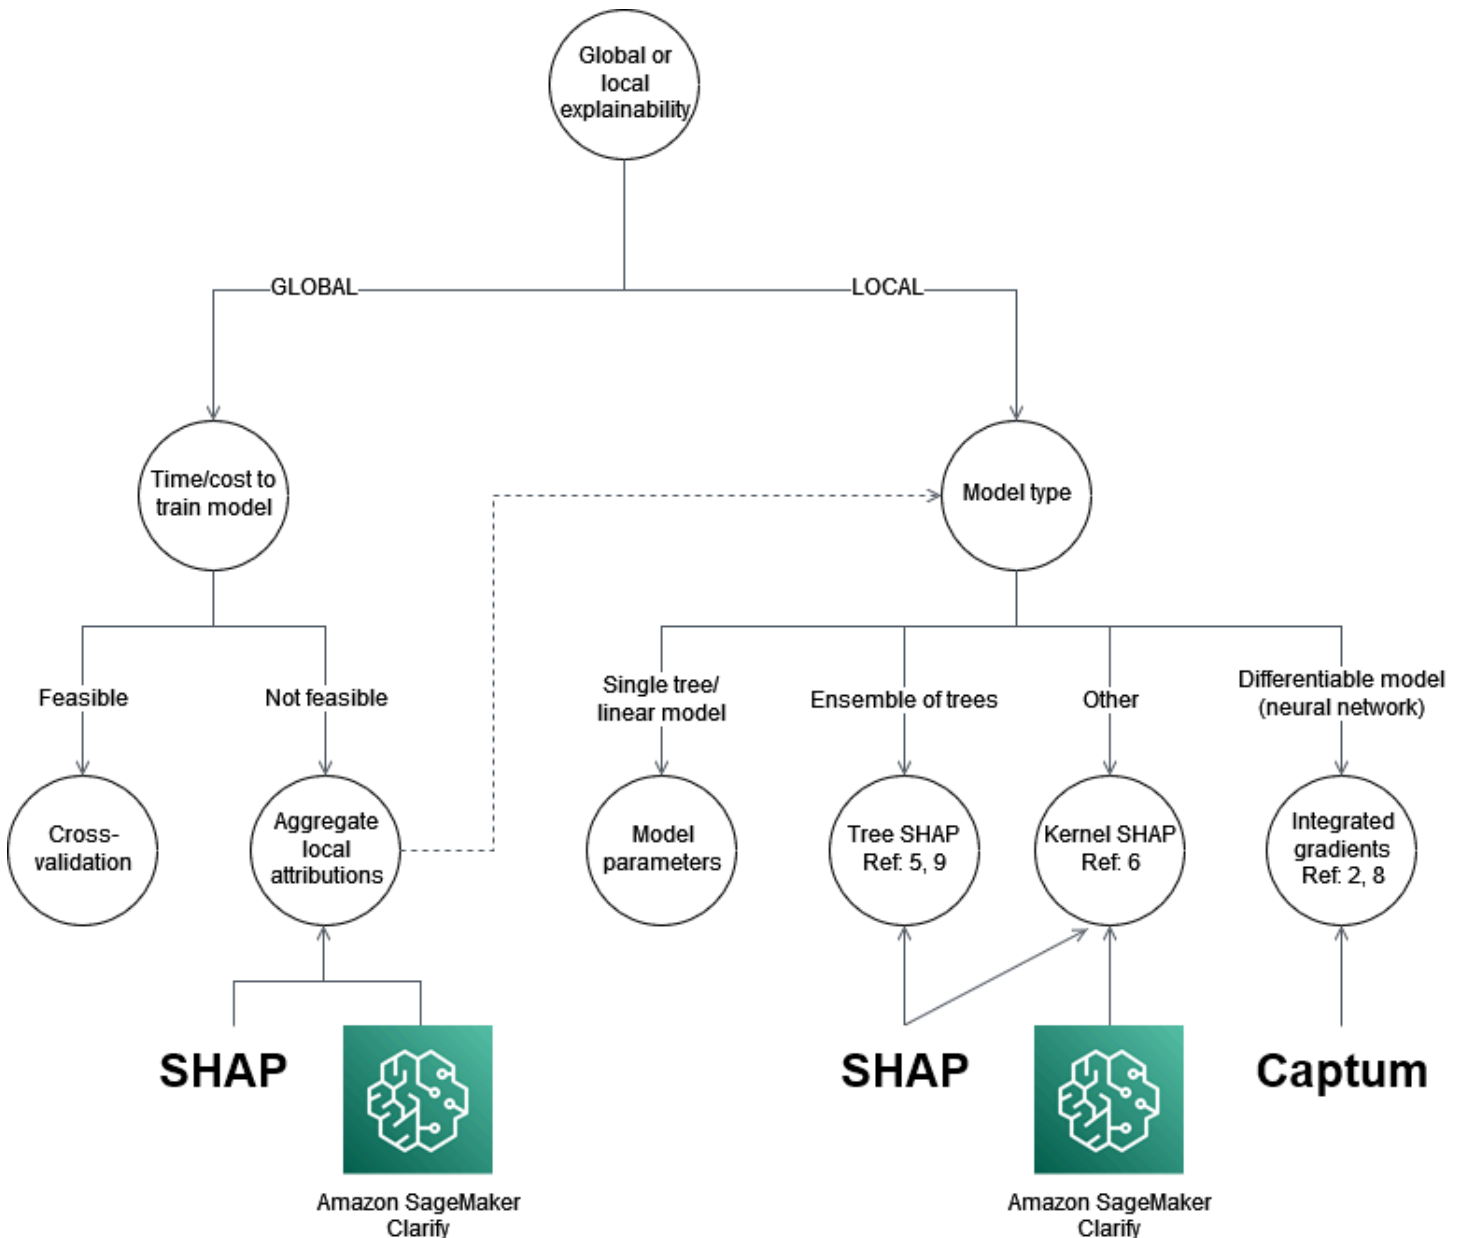 Global or
local
explainability
GLOBAL
LOCAL
Time/cost to
train model
Model type
Feasible
Not feasible
Single tree/
linear model
Ensemble of trees
Other
Differentiable model
(neural network)
Cross-
validation
Aggregate
local
attributions
Model
parameters
Tree SHAP
Ref: 5, 9
Kernel SHAP
Ref: 6
Integrated
gradients
Ref: 2, 8
SHAP
Amazon SageMaker
Clarify
SHAP
Amazon SageMaker
Clarify
Captum